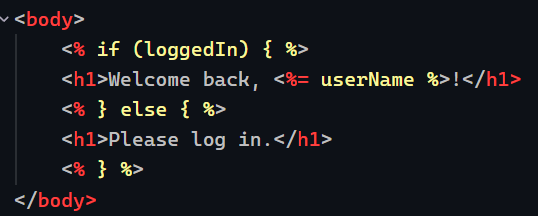 <body>
<% if (loggedIn) { %>
<h1>Welcome back, <%= userName %>!</h1>
<% } else { %>
<h1>Please log in.</h1>
<% } %>
</body>